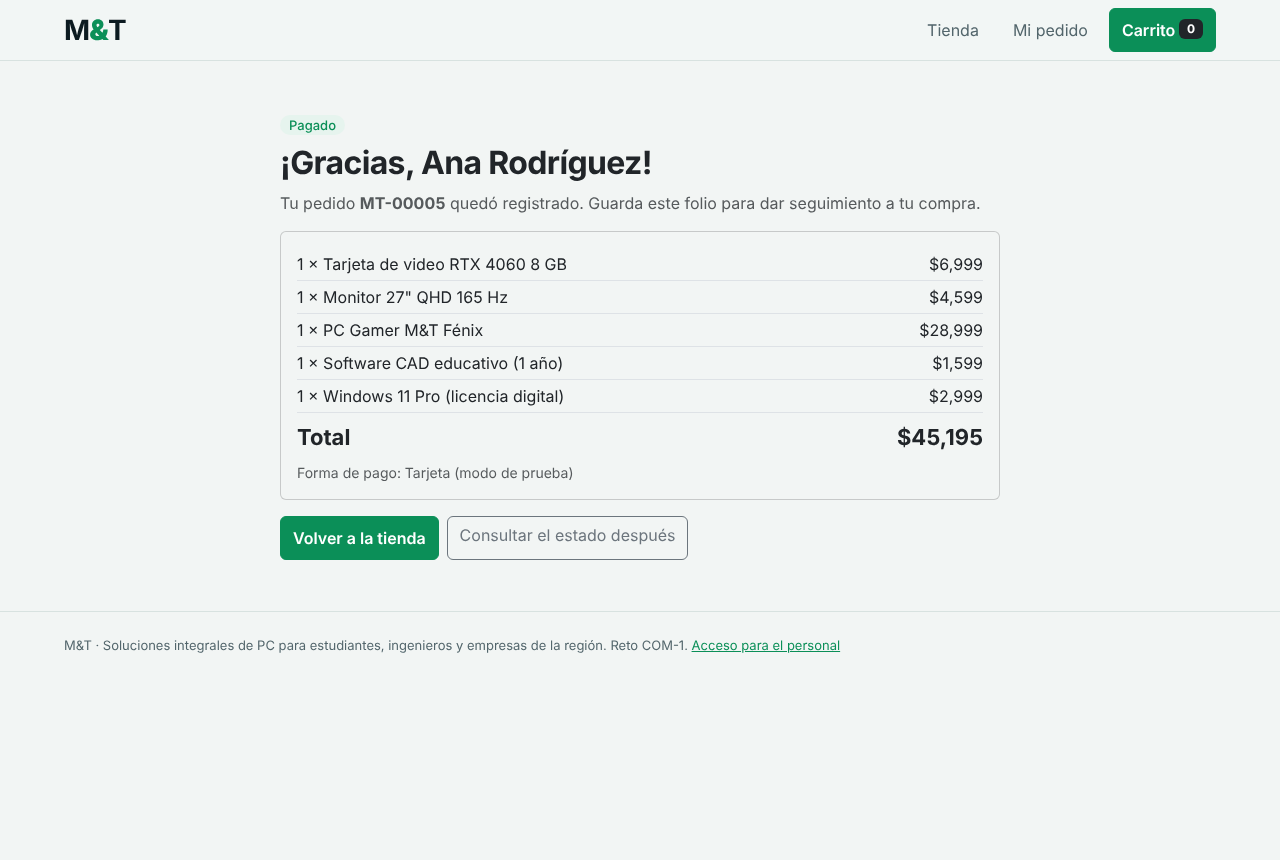 M&T
Tienda
Mi pedido
Carrito 0
Pagado
¡Gracias, Ana Rodríguez!
Tu pedido MT-00005 quedó registrado. Guarda este folio para dar seguimiento a tu compra.
1 × Tarjeta de video RTX 4060 8 GB $6,999
1 × Monitor 27" QHD 165 Hz $4,599
1 × PC Gamer M&T Fénix $28,999
1 × Software CAD educativo (1 año) $1,599
1 × Windows 11 Pro (licencia digital) $2,999
Total $45,195
Forma de pago: Tarjeta (modo de prueba)
Volver a la tienda
Consultar el estado después
M&T · Soluciones integrales de PC para estudiantes, ingenieros y empresas de la región. Reto COM-1. Acceso para el personal